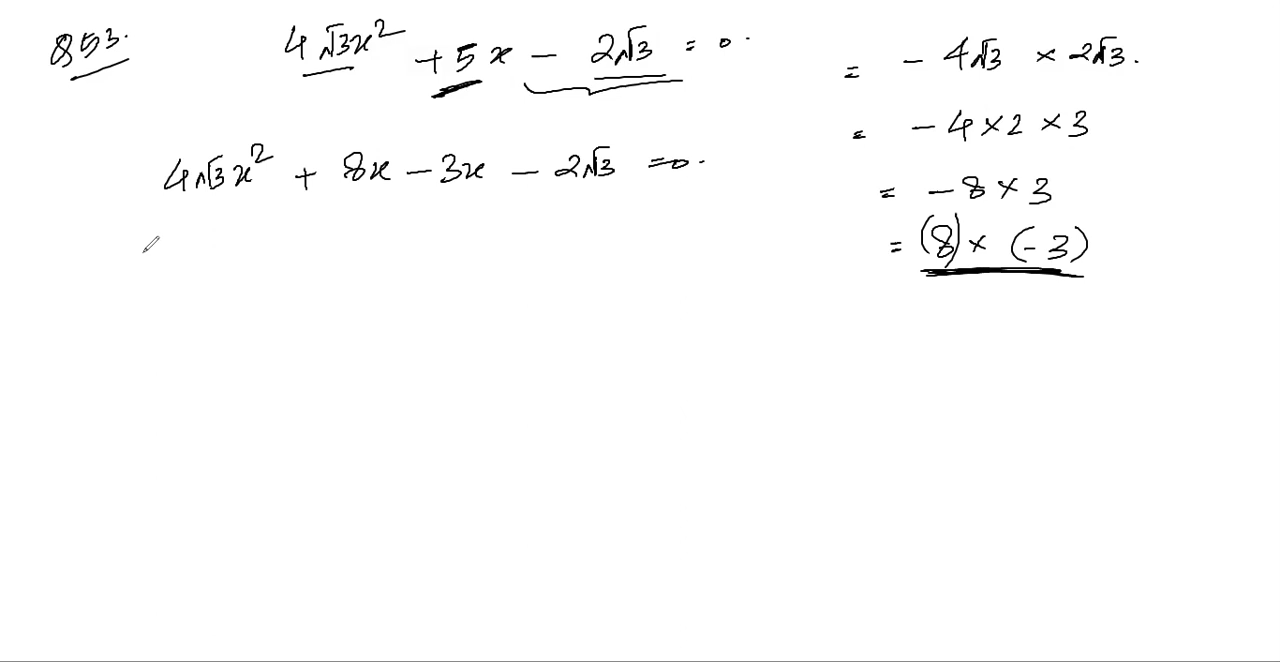 853.
4√3x² + 5x − 2√3 = 0.
4√3x² + 8x − 3x − 2√3 = 0.
= − 4√3 × 2√3.
= − 4 × 2 × 3
= − 8 × 3
= (8) × (−3)